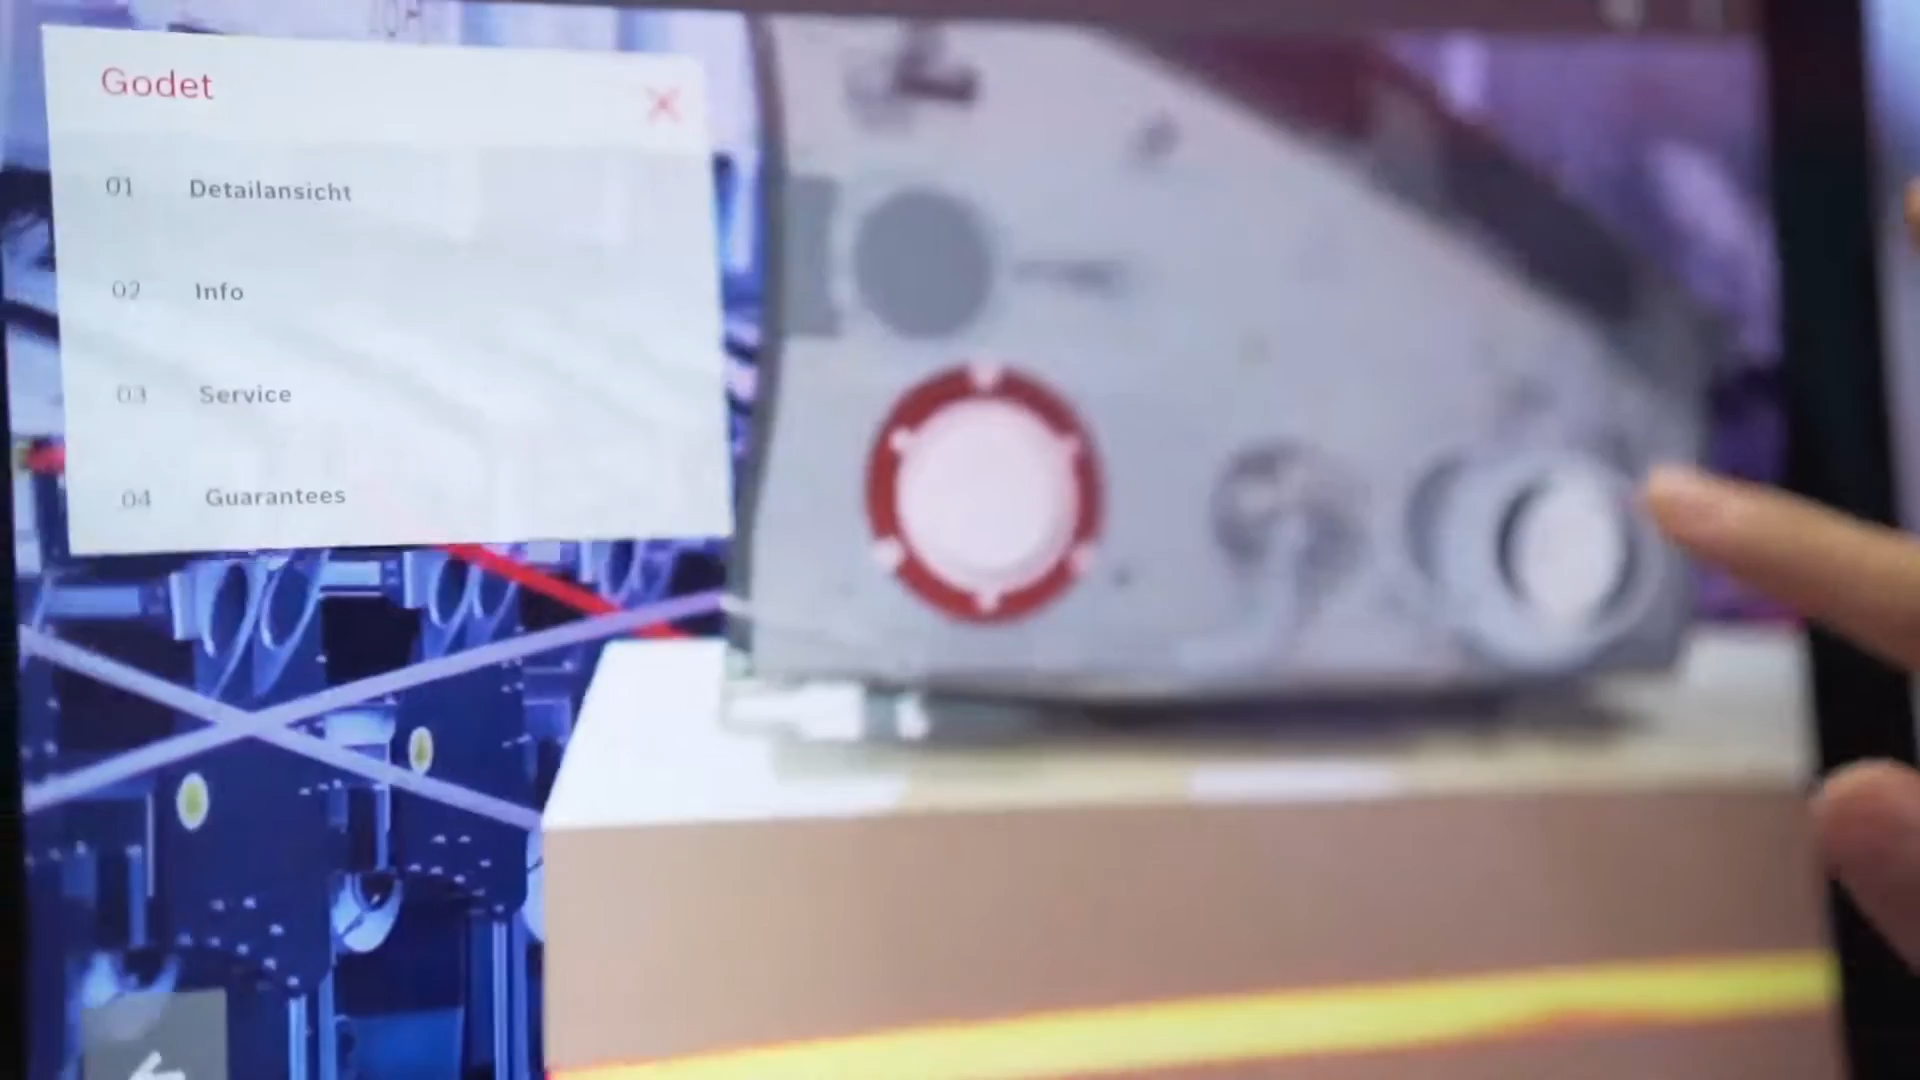 Godet
01 Detailansicht
02 Info
03 Service
04 Guarantees